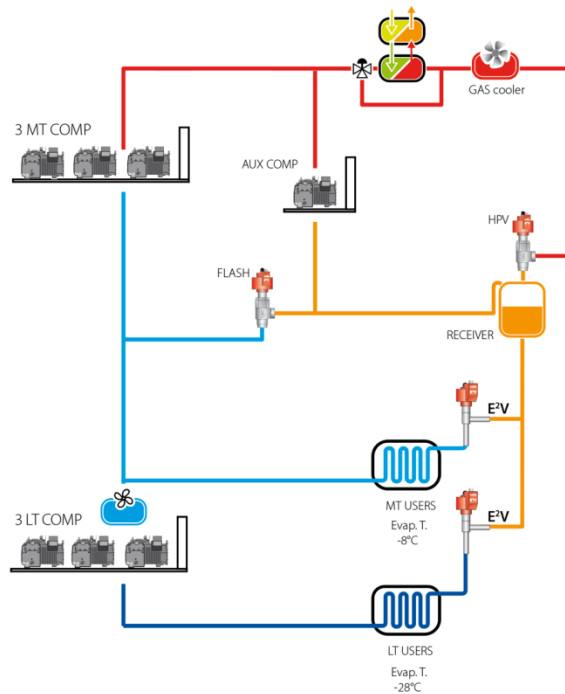 GAS cooler
3 MT COMP
AUX COMP
HPV
FLASH
RECEIVER
E²V
MT USERS
Evap. T.
-8°C
E²V
3 LT COMP
LT USERS
Evap. T.
-28°C